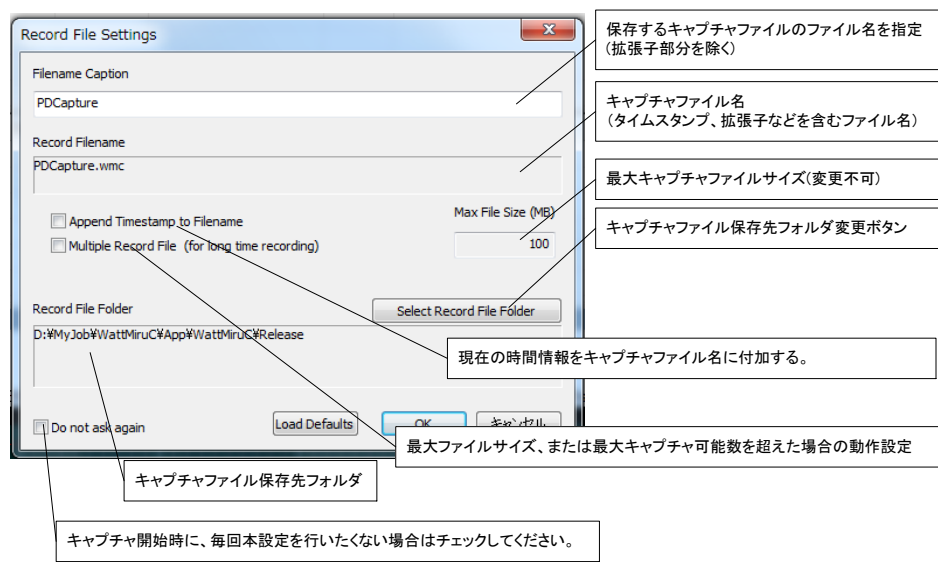 Record File Settings
Filename Caption
PDCapture
Record Filename
PDCapture.wmc
Append Timestamp to Filename
Multiple Record File (for long time recording)
Max File Size (MB)
100
Record File Folder
Select Record File Folder
D:¥MyJob¥WattMiruC¥App¥WattMiruC¥Release
Do not ask again
Load Defaults
OK
キャンセル
保存するキャプチャファイルのファイル名を指定
(拡張子部分を除く)
キャプチャファイル名
(タイムスタンプ、拡張子などを含むファイル名)
最大キャプチャファイルサイズ(変更不可)
キャプチャファイル保存先フォルダ変更ボタン
現在の時間情報をキャプチャファイル名に付加する。
最大ファイルサイズ、または最大キャプチャ可能数を超えた場合の動作設定
キャプチャファイル保存先フォルダ
キャプチャ開始時に、毎回本設定を行いたくない場合はチェックしてください。